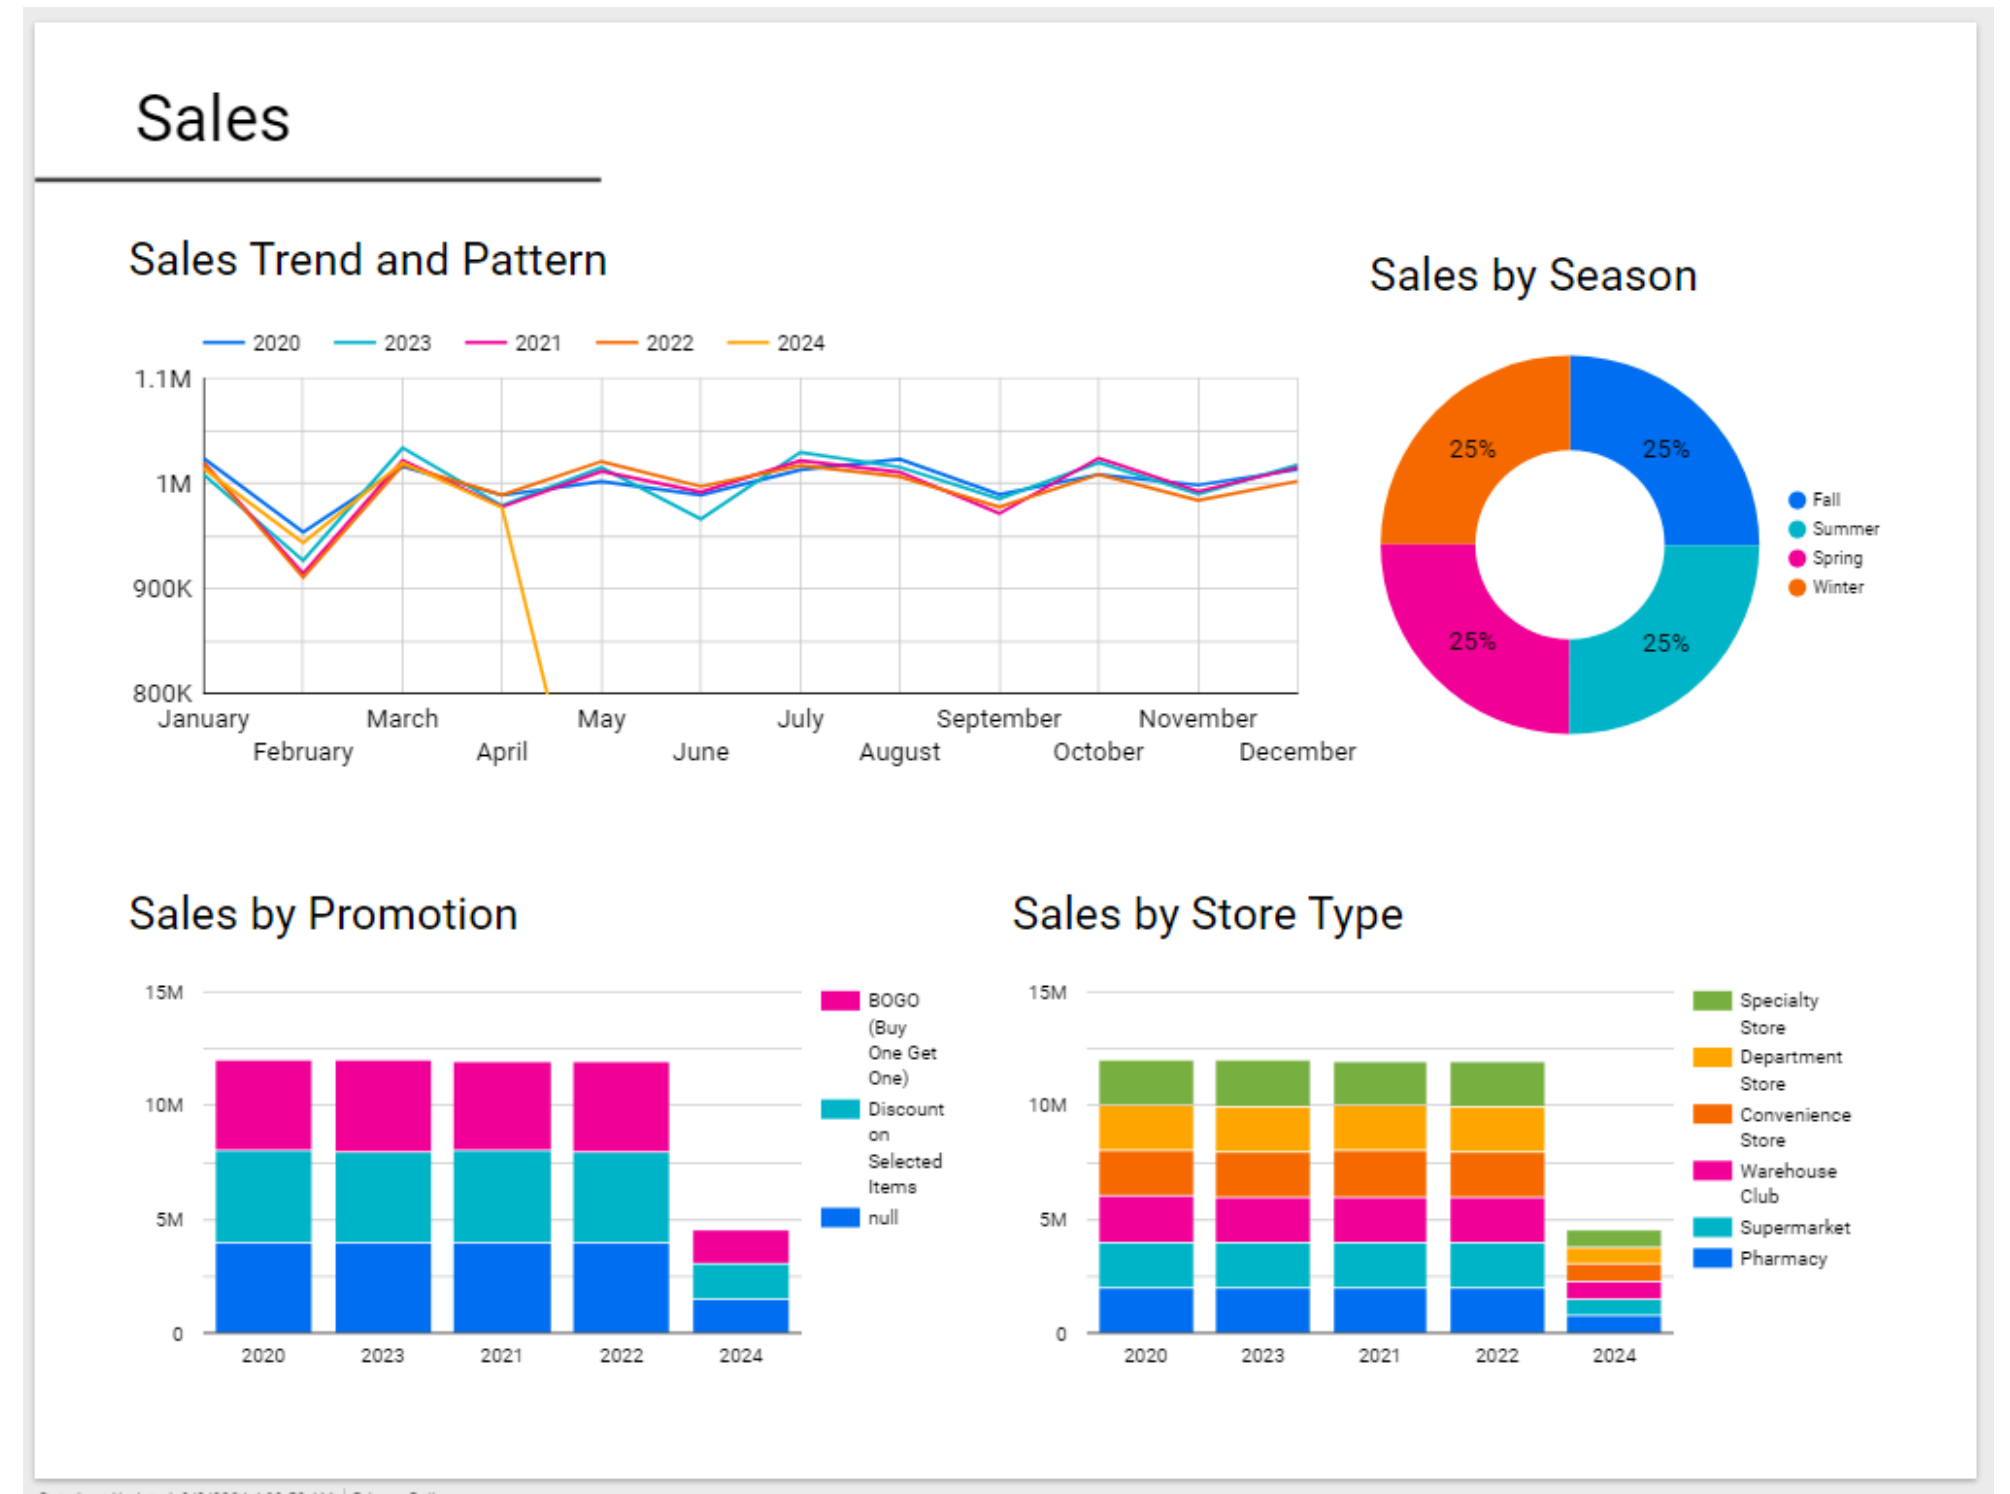 Sales
Sales Trend and Pattern
2020 2023 2021 2022 2024
1.1M
1M
900K
800K
January March May July September November
February April June August October December
Sales by Season
25% 25%
25% 25%
Fall
Summer
Spring
Winter
Sales by Promotion
15M
10M
5M
0
2020 2023 2021 2022 2024
BOGO
(Buy
One Get
One)
Discount
on
Selected
Items
null
Sales by Store Type
15M
10M
5M
0
2020 2023 2021 2022 2024
Specialty
Store
Department
Store
Convenience
Store
Warehouse
Club
Supermarket
Pharmacy